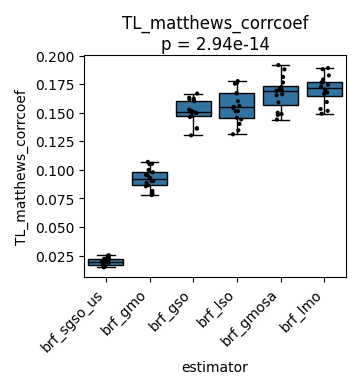 TL_matthews_corrcoef
p = 2.94e-14
0.200
0.175
0.150
0.125
0.100
0.075
0.050
0.025
TL_matthews_corrcoef
brf_sgso_us
brf_gmo
brf_gso
brf_lso
brf_gmosa
brf_lmo
estimator